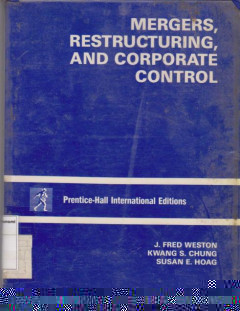 MERGERS,
RESTRUCTURING,
AND CORPORATE
CONTROL
Prentice-Hall International Editions
J. FRED WESTON
KWANG S. CHUNG
SUSAN E. HOAG